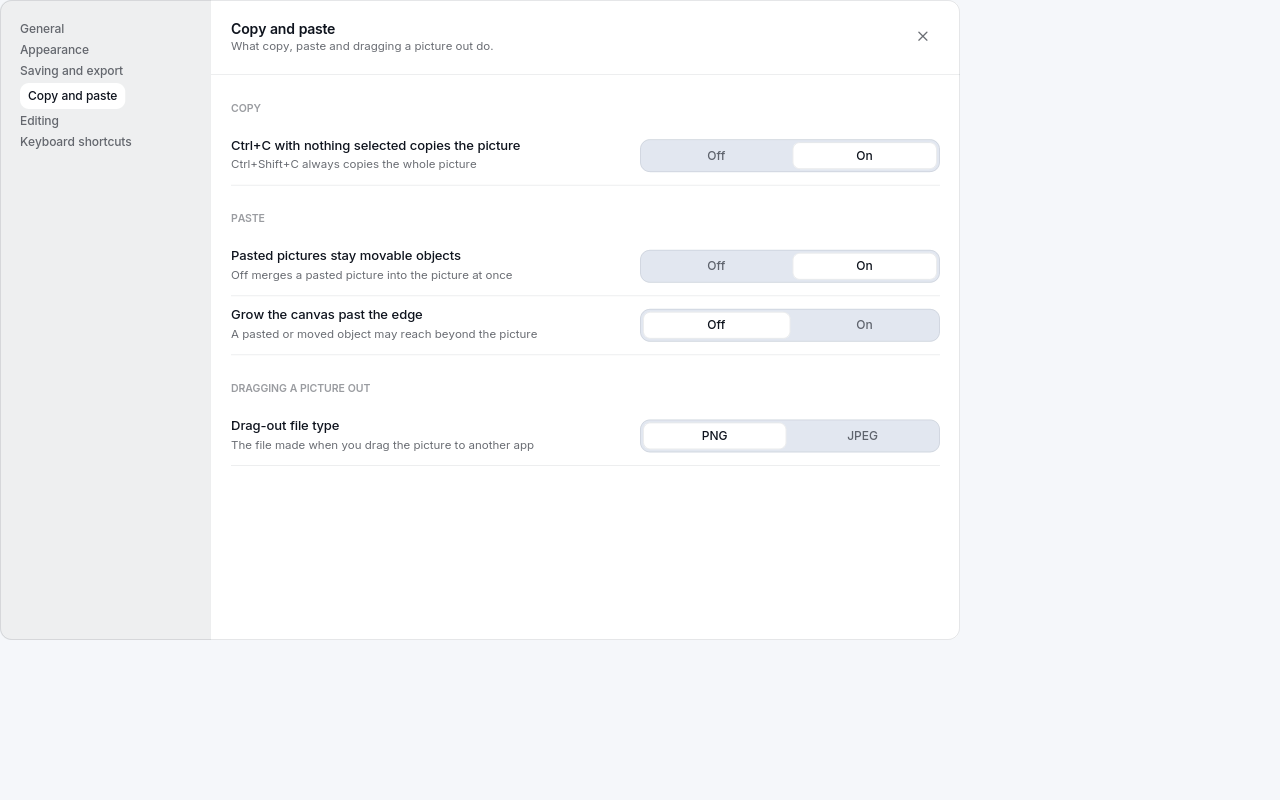 General
Appearance
Saving and export
Copy and paste
Editing
Keyboard shortcuts
Copy and paste
What copy, paste and dragging a picture out do.
COPY
Ctrl+C with nothing selected copies the picture
Ctrl+Shift+C always copies the whole picture
Off On
PASTE
Pasted pictures stay movable objects
Off merges a pasted picture into the picture at once
Off On
Grow the canvas past the edge
A pasted or moved object may reach beyond the picture
Off On
DRAGGING A PICTURE OUT
Drag-out file type
The file made when you drag the picture to another app
PNG JPEG